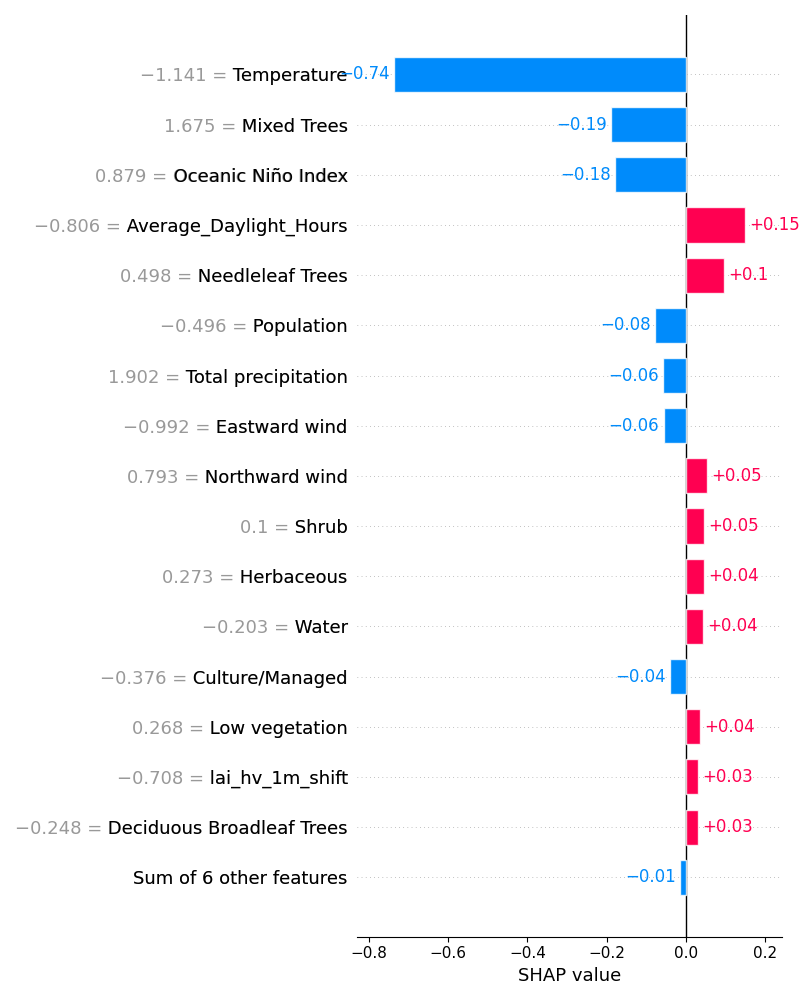 −1.141 = Temperature −0.74
1.675 = Mixed Trees −0.19
0.879 = Oceanic Niño Index −0.18
−0.806 = Average_Daylight_Hours +0.15
0.498 = Needleleaf Trees +0.1
−0.496 = Population −0.08
1.902 = Total precipitation −0.06
−0.992 = Eastward wind −0.06
0.793 = Northward wind +0.05
0.1 = Shrub +0.05
0.273 = Herbaceous +0.04
−0.203 = Water +0.04
−0.376 = Culture/Managed −0.04
0.268 = Low vegetation +0.04
−0.708 = lai_hv_1m_shift +0.03
−0.248 = Deciduous Broadleaf Trees +0.03
Sum of 6 other features −0.01
−0.8 −0.6 −0.4 −0.2 0.0 0.2
SHAP value